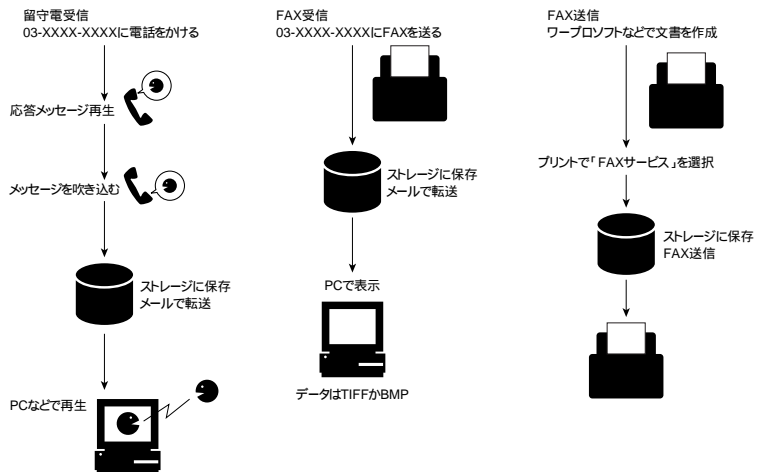 留守電受信
03-XXXX-XXXXに電話をかける
応答メッセージ再生
メッセージを吹き込む
ストレージに保存
メールで転送
PCなどで再生
FAX受信
03-XXXX-XXXXにFAXを送る
ストレージに保存
メールで転送
PCで表示
データはTIFFかBMP
FAX送信
ワープロソフトなどで文書を作成
プリントで「FAXサービス」を選択
ストレージに保存
FAX送信